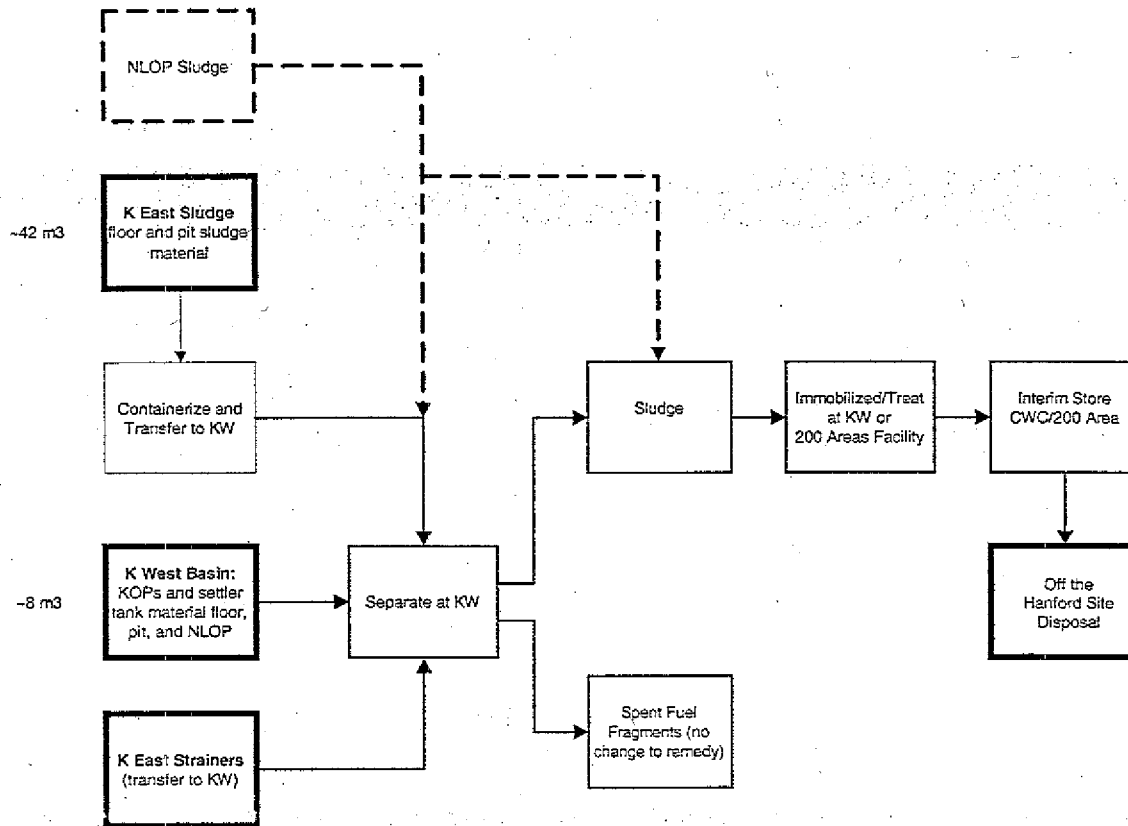 NLOP Sludge
~42 m3
K East Sludge
floor and pit sludge
material
Containerize and
Transfer to KW
Sludge
Immobilized/Treat
at KW or
200 Areas Facility
Interim Store
CWC/200 Area
~8 m3
K West Basin:
KOPs and settler
tank material floor,
pit, and NLOP
Separate at KW
Off the
Hanford Site
Disposal
K East Strainers
(transfer to KW)
Spent Fuel
Fragments (no
change to remedy)